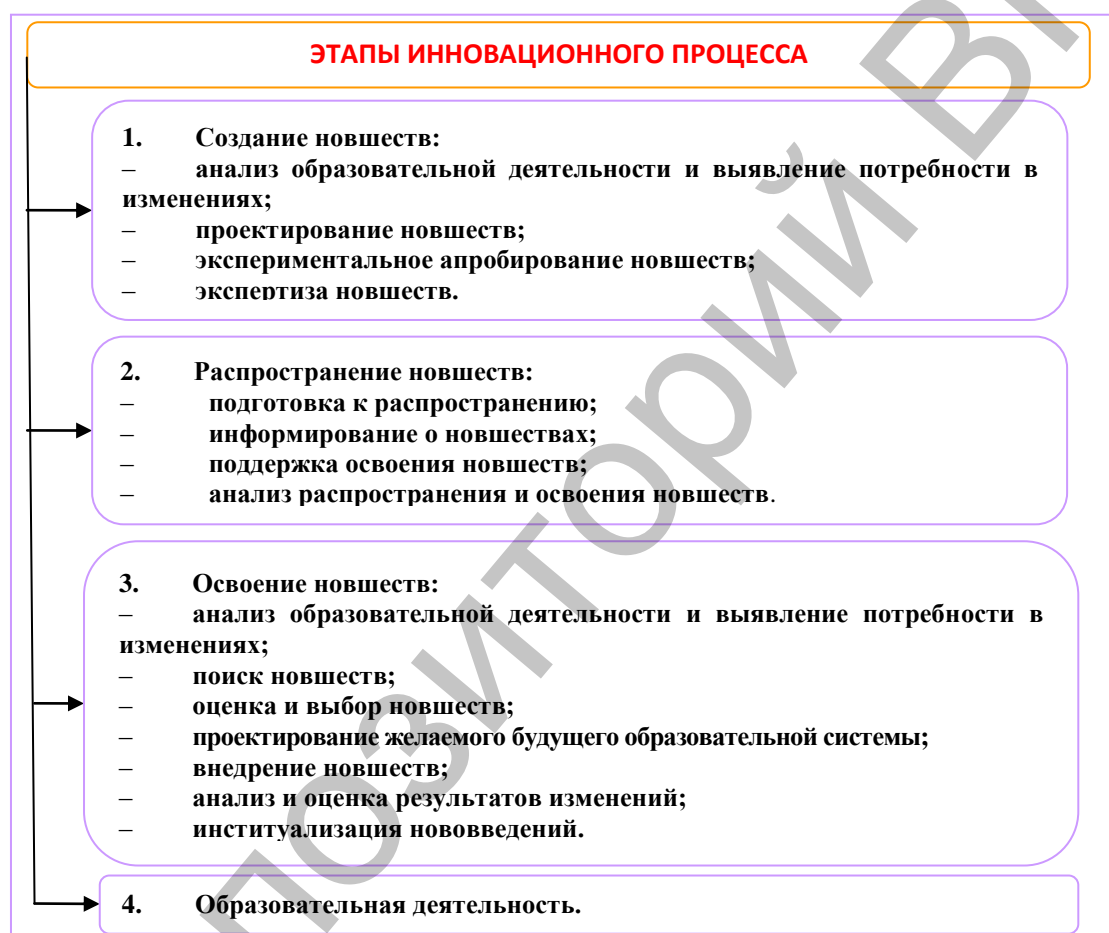 ЭТАПЫ ИННОВАЦИОННОГО ПРОЦЕССА
1. Создание новшеств:
– анализ образовательной деятельности и выявление потребности в
изменениях;
– проектирование новшеств;
– экспериментальное апробирование новшеств;
– экспертиза новшеств.
2. Распространение новшеств:
– подготовка к распространению;
– информирование о новшествах;
– поддержка освоения новшеств;
– анализ распространения и освоения новшеств.
3. Освоение новшеств:
– анализ образовательной деятельности и выявление потребности в
изменениях;
– поиск новшеств;
– оценка и выбор новшеств;
– проектирование желаемого будущего образовательной системы;
– внедрение новшеств;
– анализ и оценка результатов изменений;
– институализация нововведений.
4. Образовательная деятельность.
позиторий В